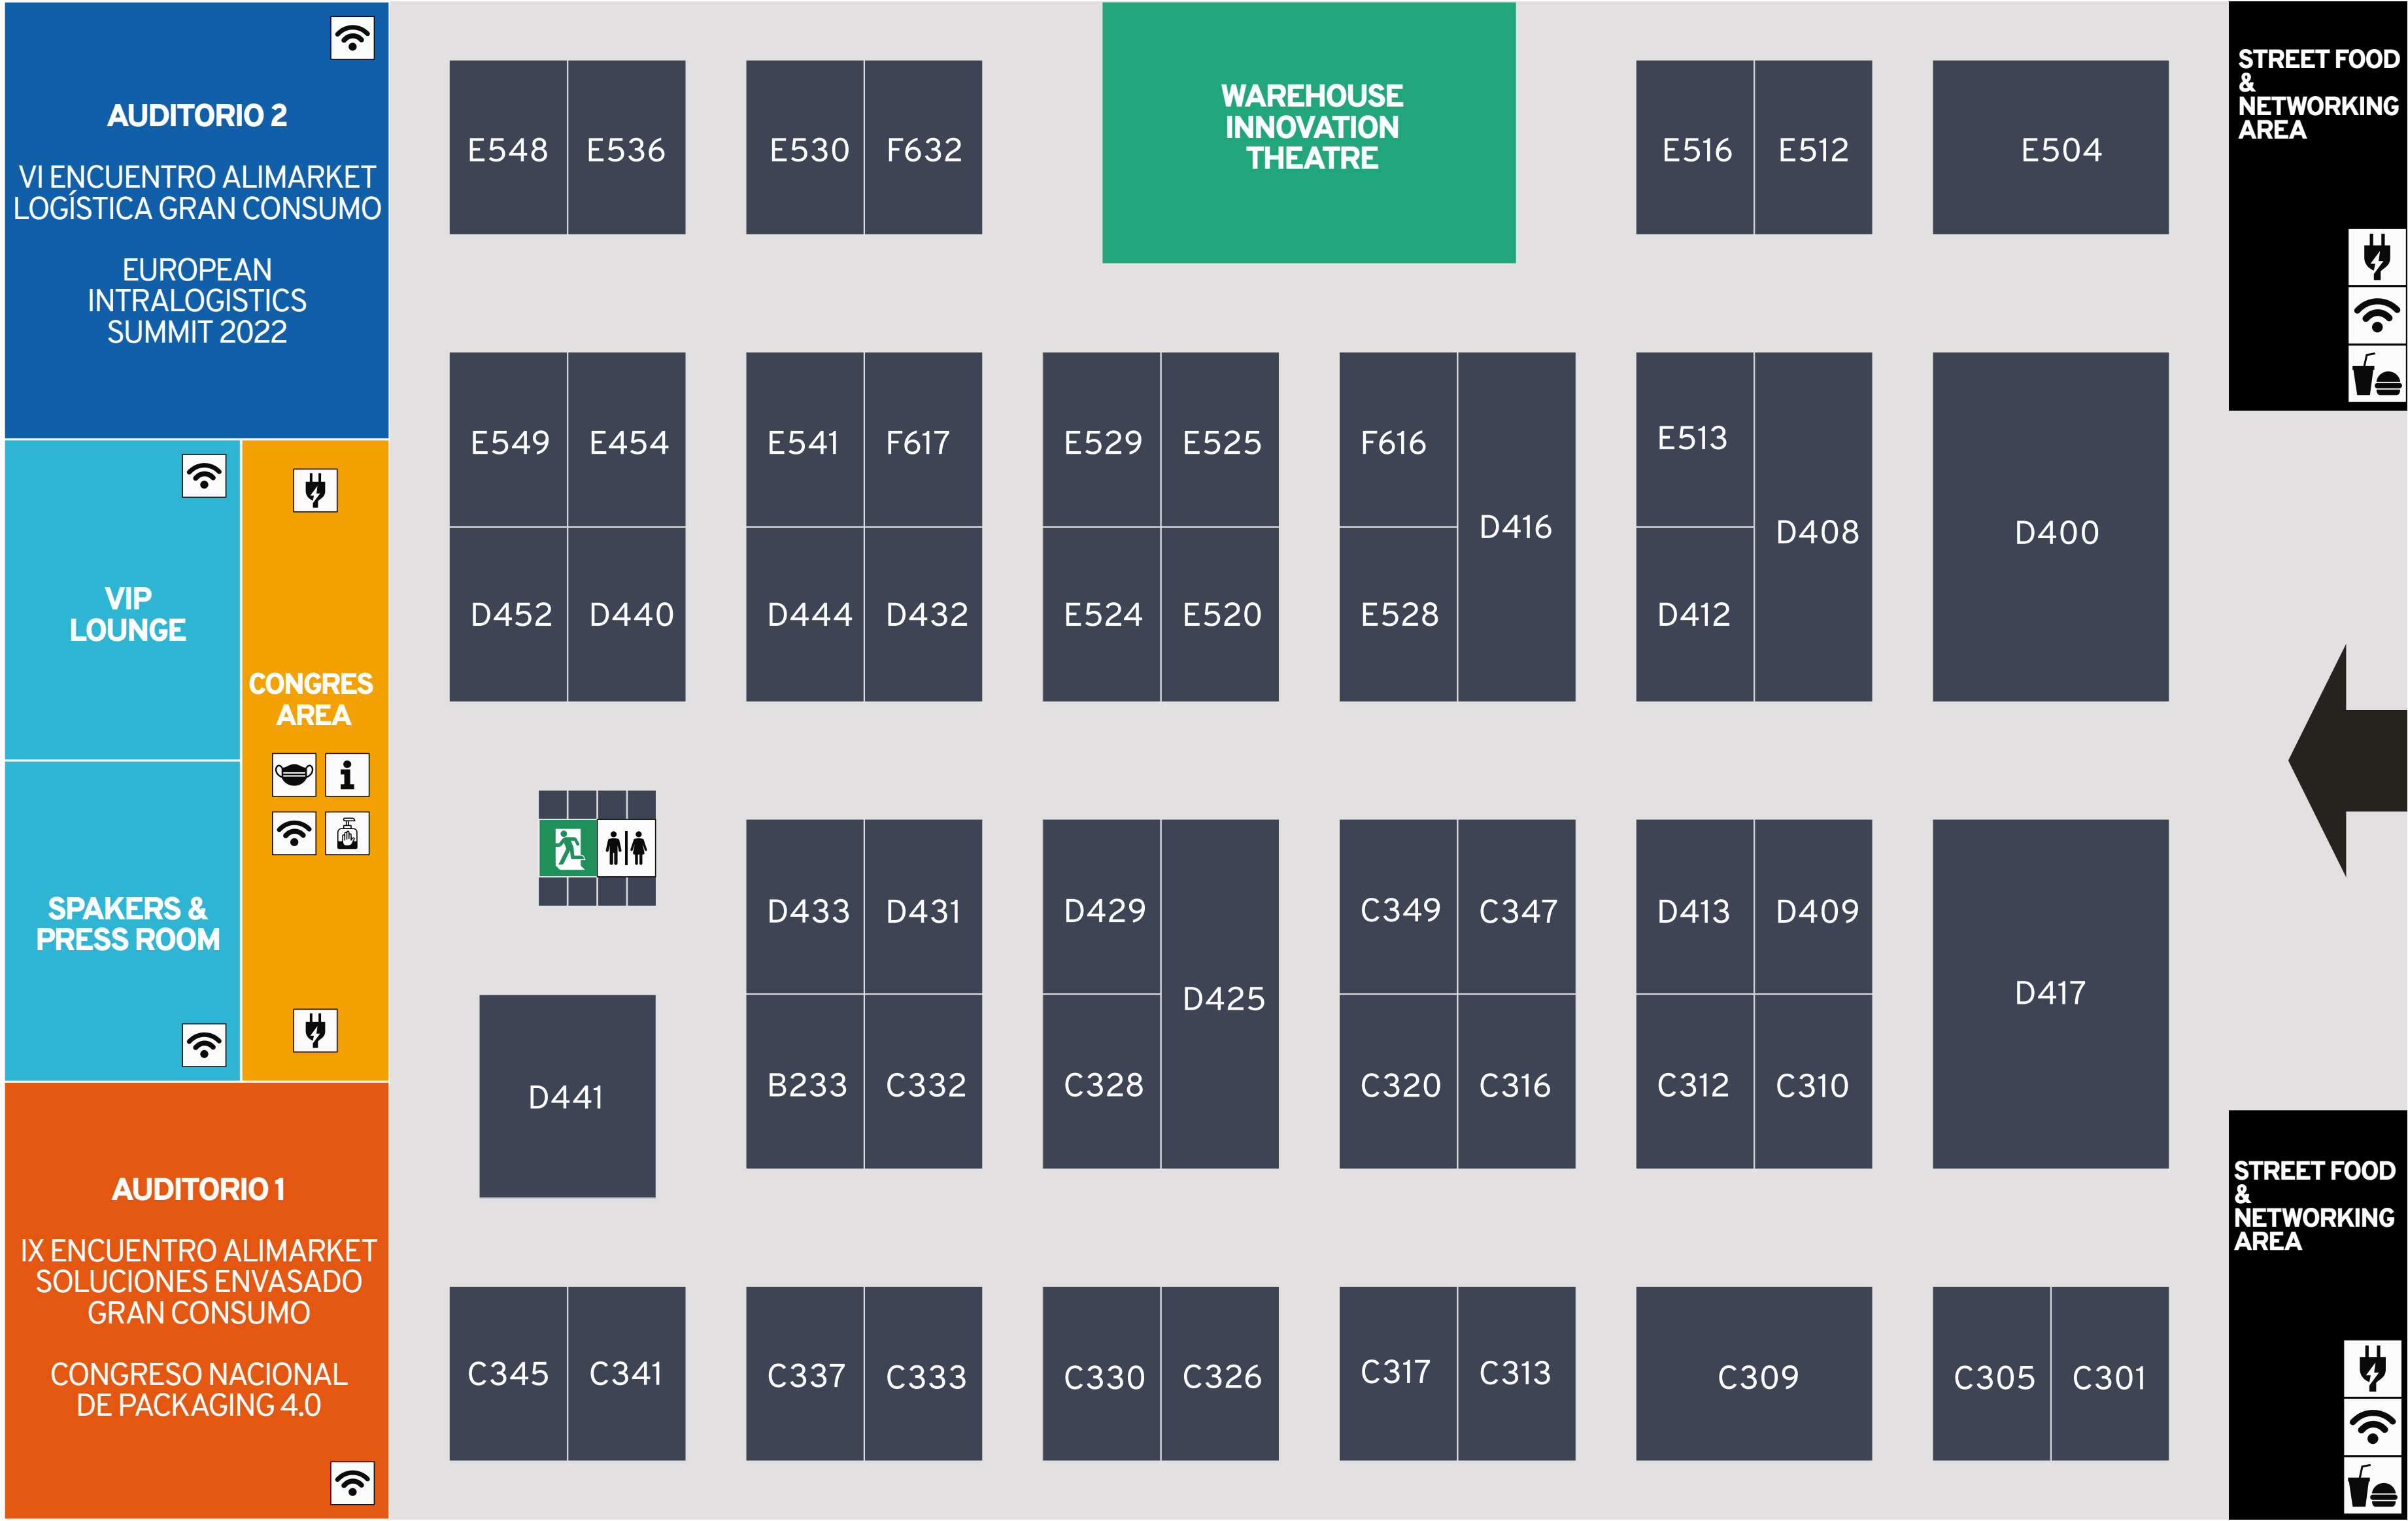 AUDITORIO 2
VI ENCUENTRO ALIMARKET
LOGÍSTICA GRAN CONSUMO
EUROPEAN
INTRALOGISTICS
SUMMIT 2022
VIP
LOUNGE
CONGRES
AREA
SPAKERS &
PRESS ROOM
AUDITORIO 1
IX ENCUENTRO ALIMARKET
SOLUCIONES ENVASADO
GRAN CONSUMO
CONGRESO NACIONAL
DE PACKAGING 4.0
E548 E536 E530 F632
WAREHOUSE
INNOVATION
THEATRE
E516 E512 E504
E549 E454 E541 F617 E529 E525 F616 E513
D416 D408 D400
D452 D440 D444 D432 E524 E520 E528 D412
D433 D431 D429 C349 C347 D413 D409
D425 D417
D441 B233 C332 C328 C320 C316 C312 C310
C345 C341 C337 C333 C330 C326 C317 C313 C309 C305 C301
STREET FOOD
&
NETWORKING
AREA
STREET FOOD
&
NETWORKING
AREA